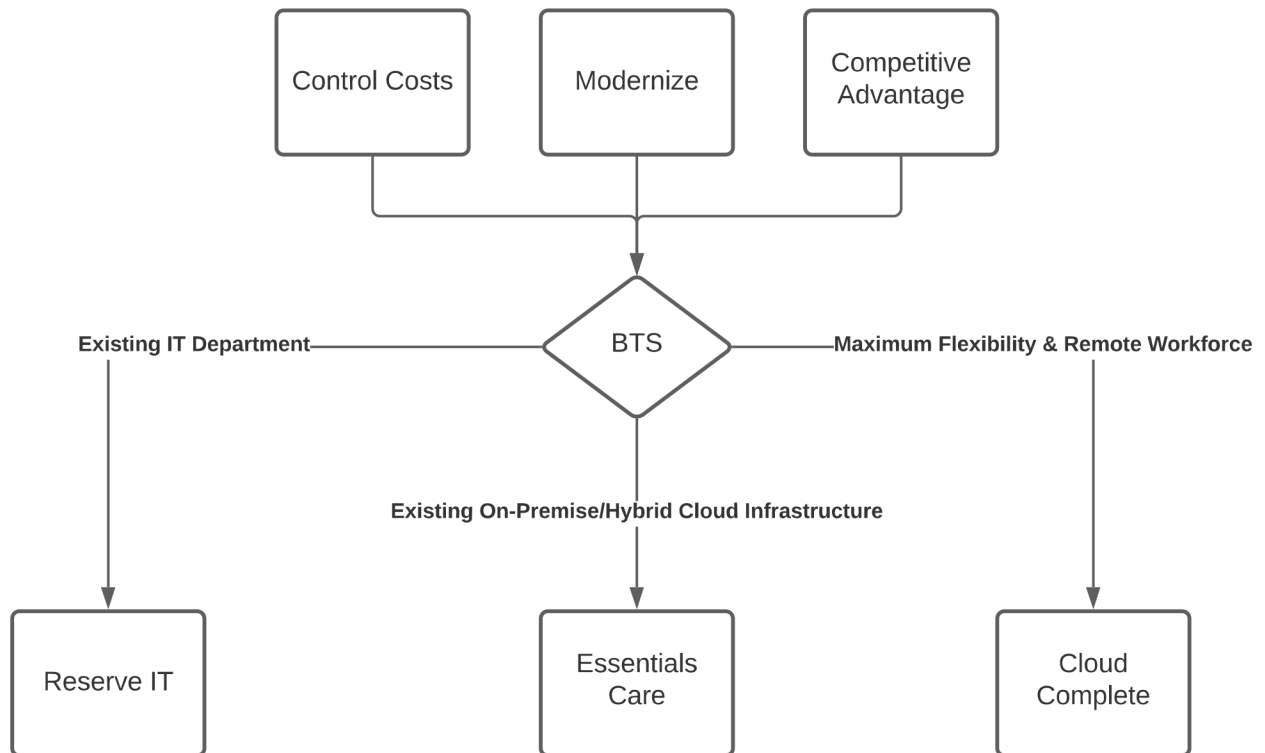 Control Costs
Modernize
Competitive
Advantage
BTS
Existing IT Department
Maximum Flexibility & Remote Workforce
Existing On-Premise/Hybrid Cloud Infrastructure
Reserve IT
Essentials
Care
Cloud
Complete